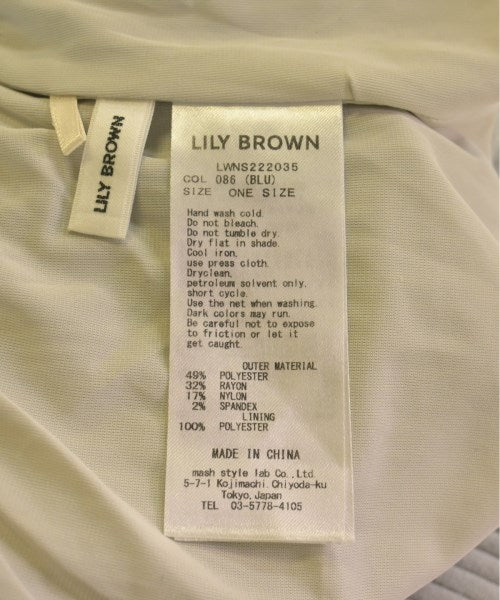 LILY BROWN
LILY BROWN
LWNS222035
COL 086 (BLU)
SIZE ONE SIZE
Hand wash cold.
Do not bleach.
Do not tumble dry.
Dry flat in shade.
Cool iron.
use press cloth.
Dryclean.
petroleum solvent only.
short cycle.
Use the net when washing.
Dark colors may run.
Be careful not to expose
to friction or let it
get caught.
OUTER MATERIAL
49% POLYESTER
32% RAYON
17% NYLON
2% SPANDEX
LINING
100% POLYESTER
MADE IN CHINA
mash style lab Co.,Ltd.
5-7-1 Kojimachi,Chiyoda-ku
Tokyo,Japan
TEL 03-5778-4105